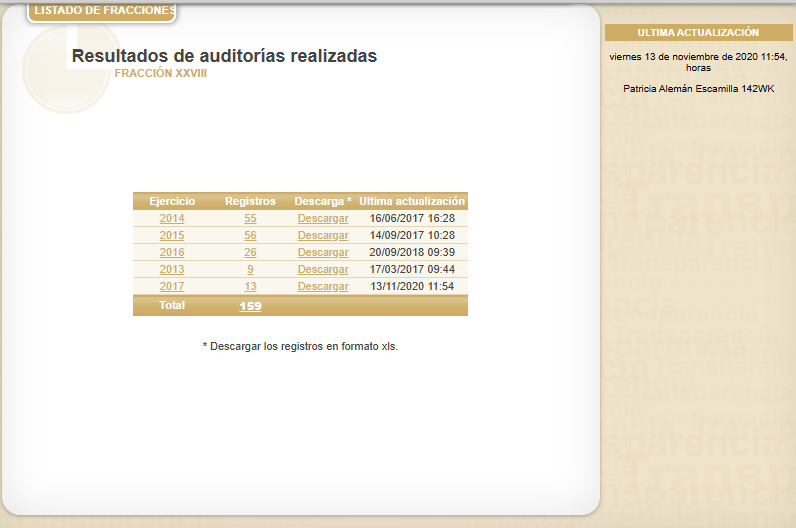 LISTADO DE FRACCIONES
Resultados de auditorías realizadas
FRACCIÓN XXVIII
Ejercicio Registros Descarga * Ultima actualización
2014 55 Descargar 16/06/2017 16:28
2015 56 Descargar 14/09/2017 10:28
2016 26 Descargar 20/09/2018 09:39
2013 9 Descargar 17/03/2017 09:44
2017 13 Descargar 13/11/2020 11:54
Total 159
* Descargar los registros en formato xls.
ULTIMA ACTUALIZACIÓN
viernes 13 de noviembre de 2020 11:54,
horas
Patricia Alemán Escamilla 142WK
sparencia
Transp
sparencia
Transp